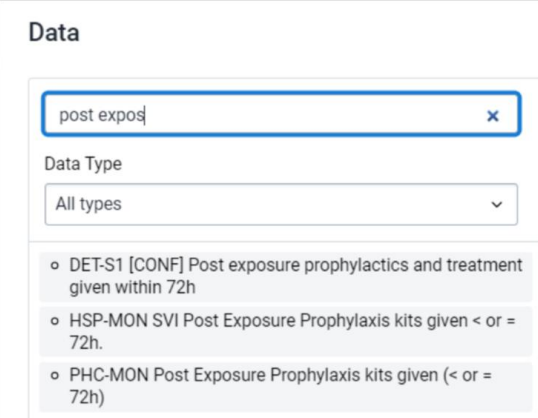 Data
post expos
Data Type
All types
DET-S1 [CONF] Post exposure prophylactics and treatment
given within 72h
HSP-MON SVI Post Exposure Prophylaxis kits given < or =
72h.
PHC-MON Post Exposure Prophylaxis kits given (< or =
72h)